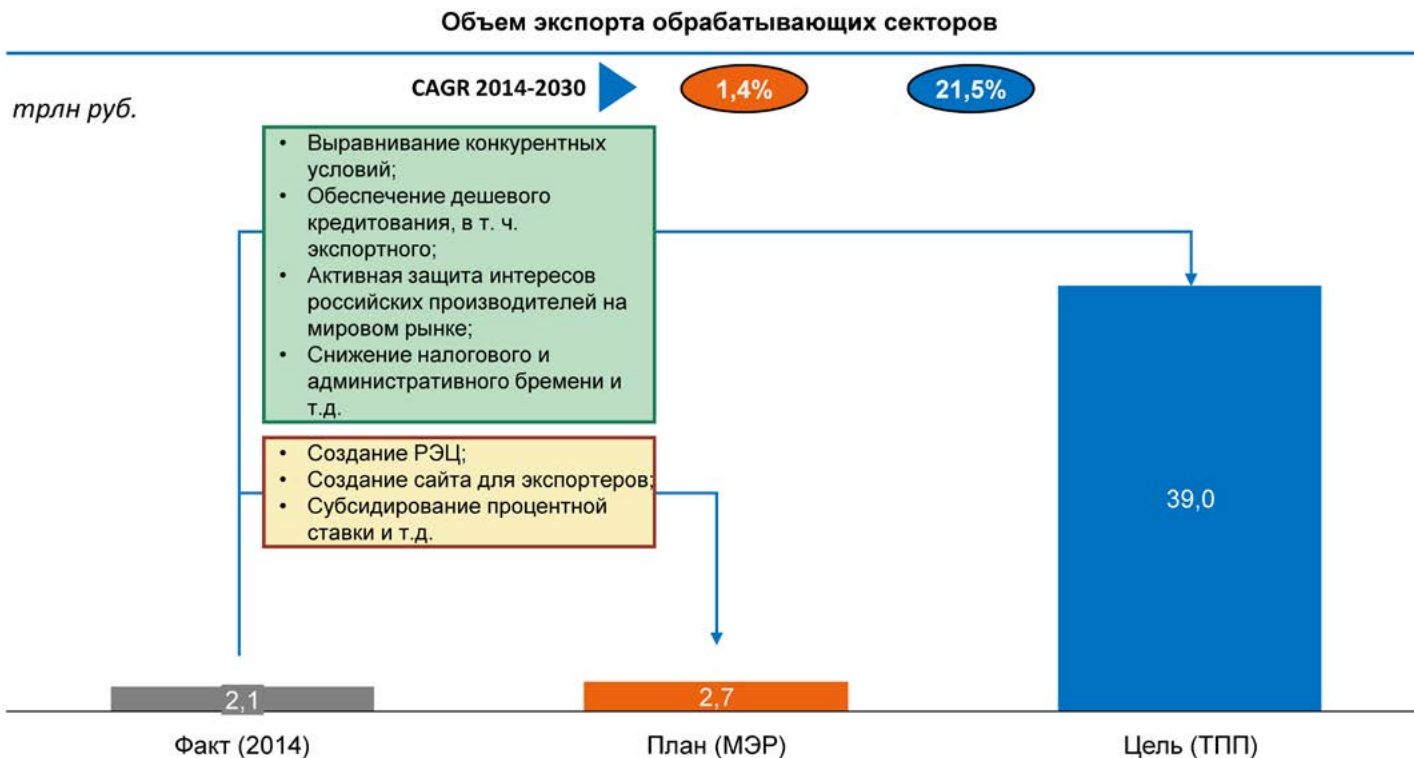 Объем экспорта обрабатывающих секторов
CAGR 2014-2030
1,4%
21,5%
трлн руб.
• Выравнивание конкурентных
условий;
• Обеспечение дешевого
кредитования, в т. ч.
экспортного;
• Активная защита интересов
российских производителей на
мировом рынке;
• Снижение налогового и
административного бремени и
т.д.
• Создание РЭЦ;
• Создание сайта для экспортеров;
• Субсидирование процентной
ставки и т.д.
39,0
2,1
2,7
Факт (2014)
План (МЭР)
Цель (ТПП)